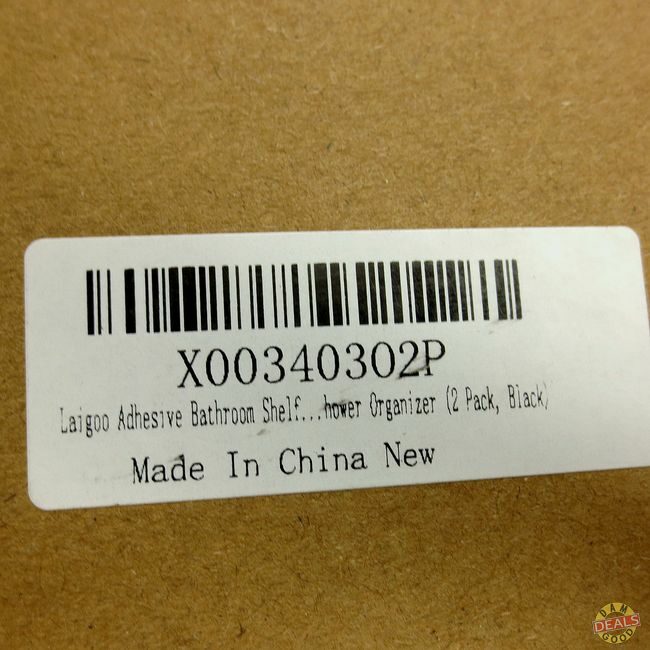 X00340302P
Laigoo Adhesive Bathroom Shelf...hower Organizer (2 Pack, Black)
Made In China New
DAM
DEALS
GOOD